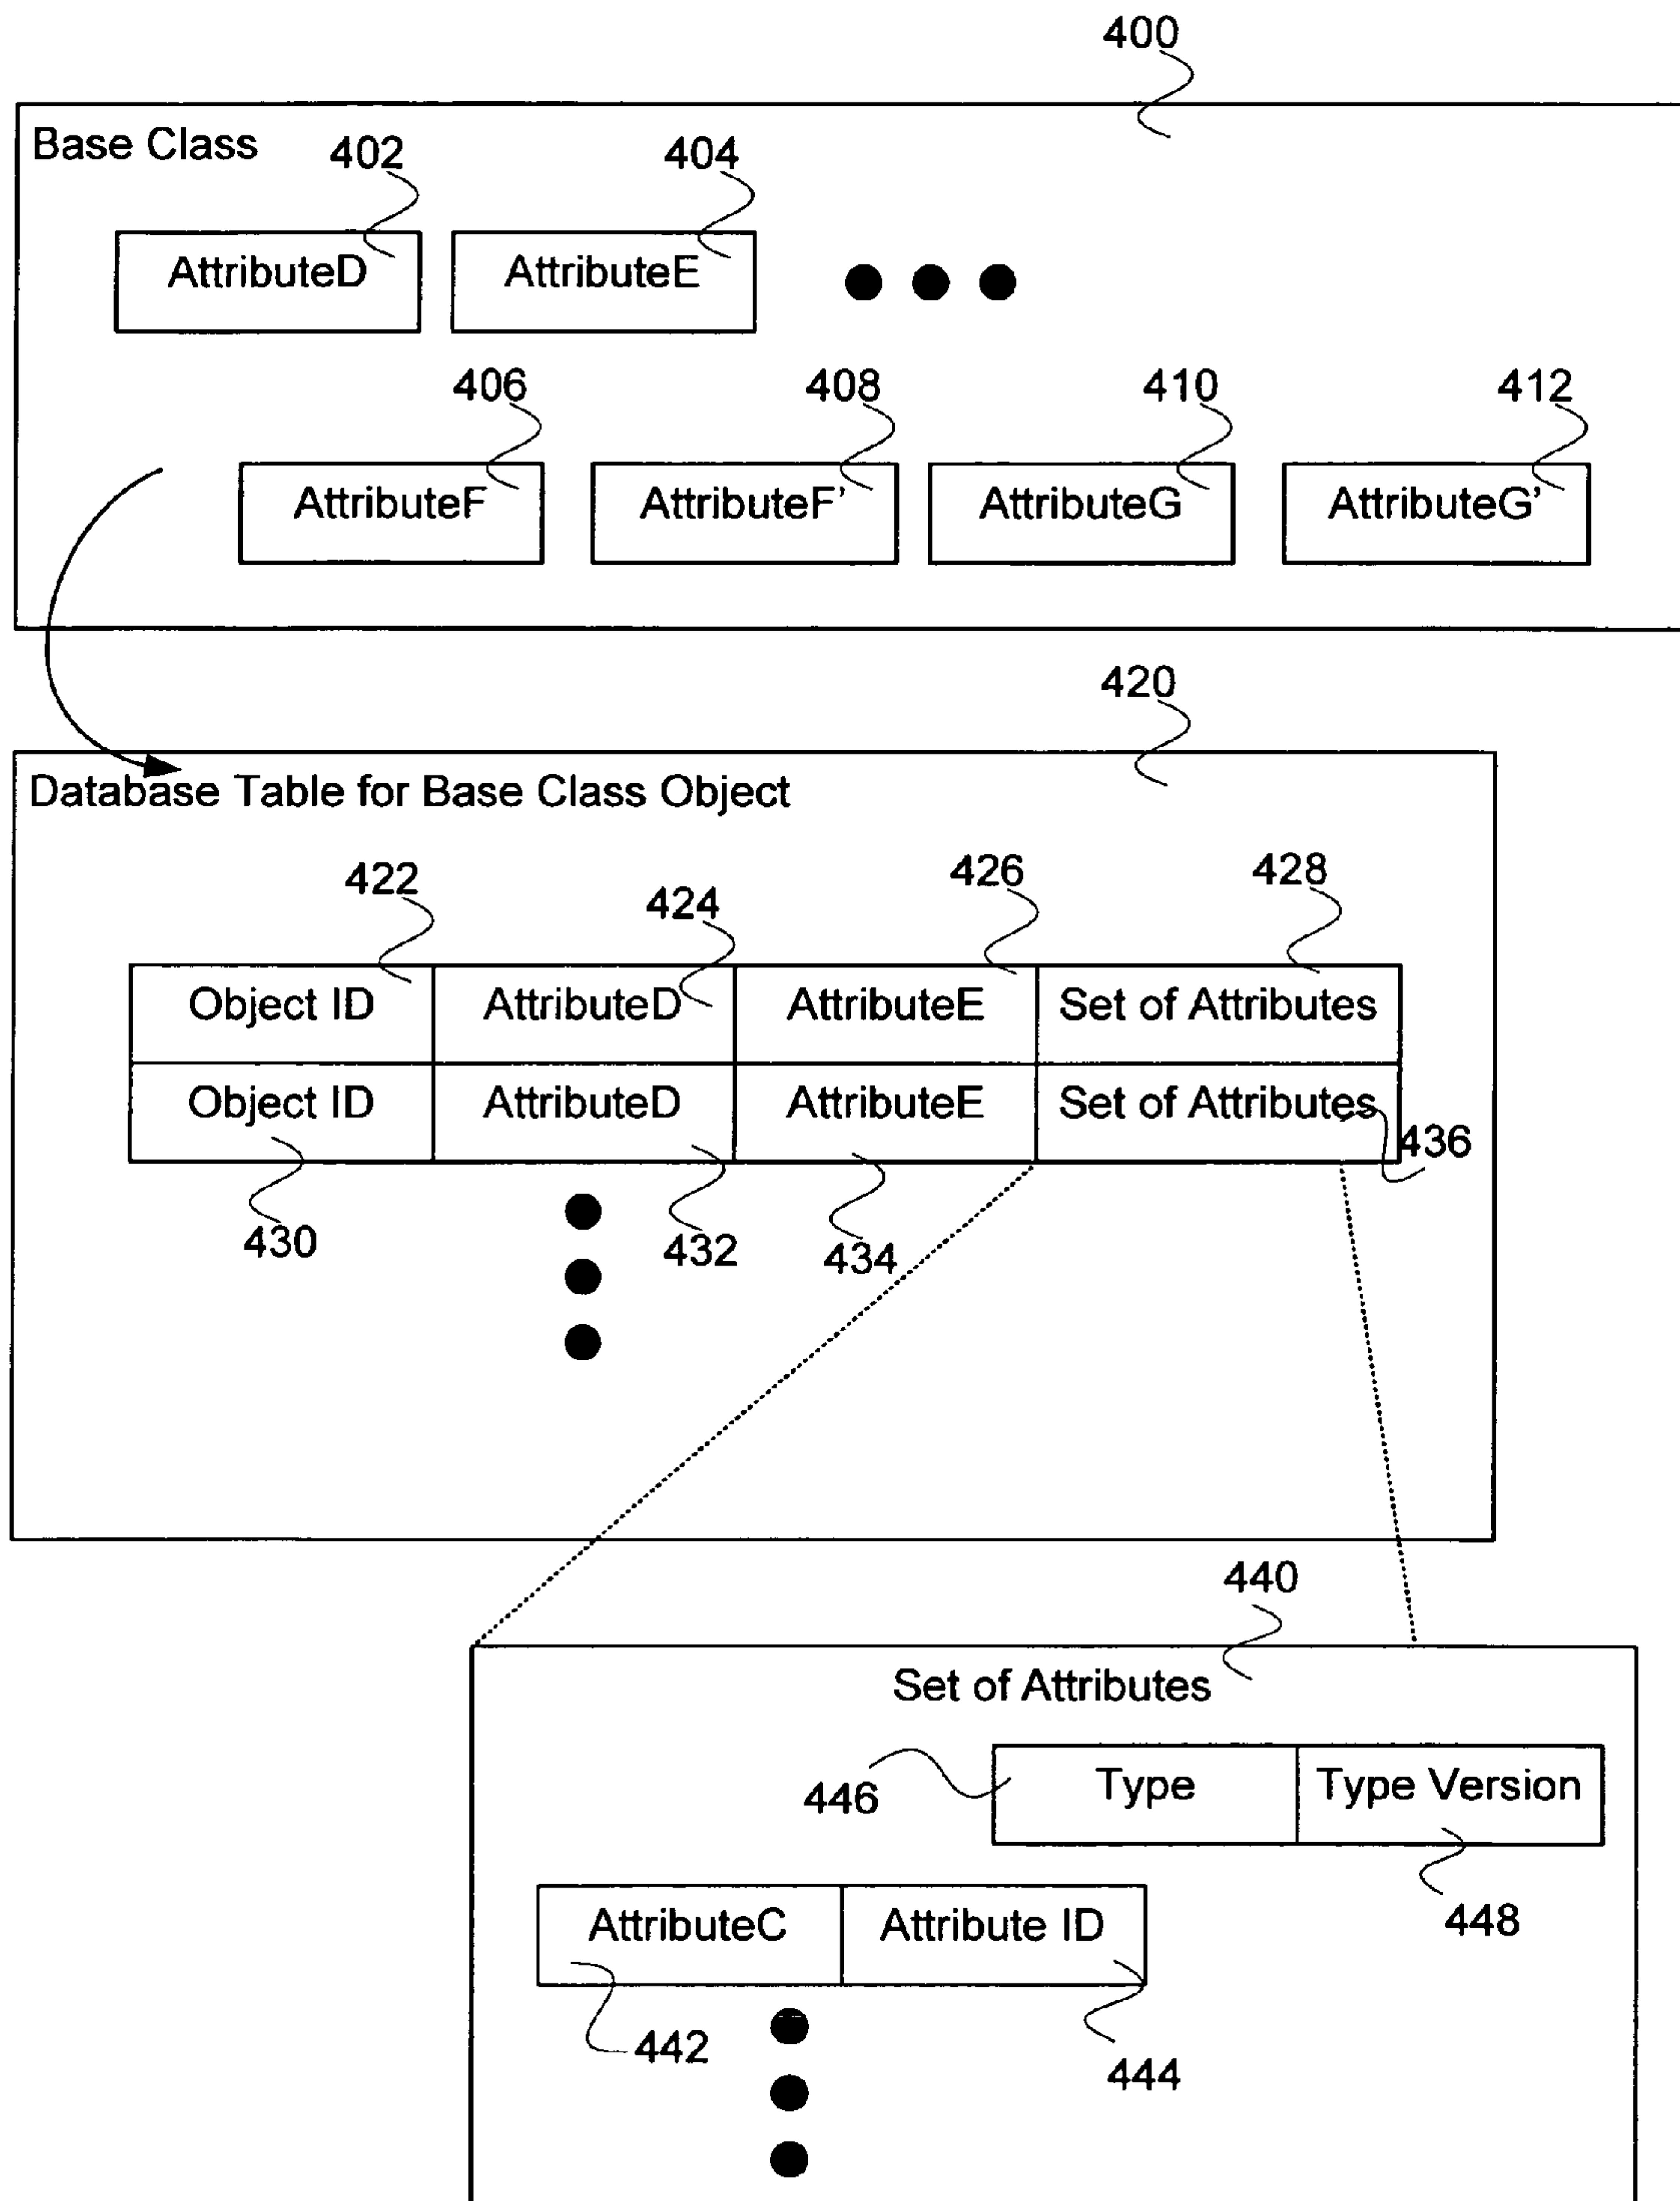 400
Base Class
402
404
AttributeD
AttributeE
406
408
410
412
AttributeF
AttributeF’
AttributeG
AttributeG’
420
Database Table for Base Class Object
422
424
426
428
Object ID
AttributeD
AttributeE
Set of Attributes
Object ID
AttributeD
AttributeE
Set of Attributes
436
430
432
434
440
Set of Attributes
446
Type
Type Version
448
AttributeC
Attribute ID
442
444